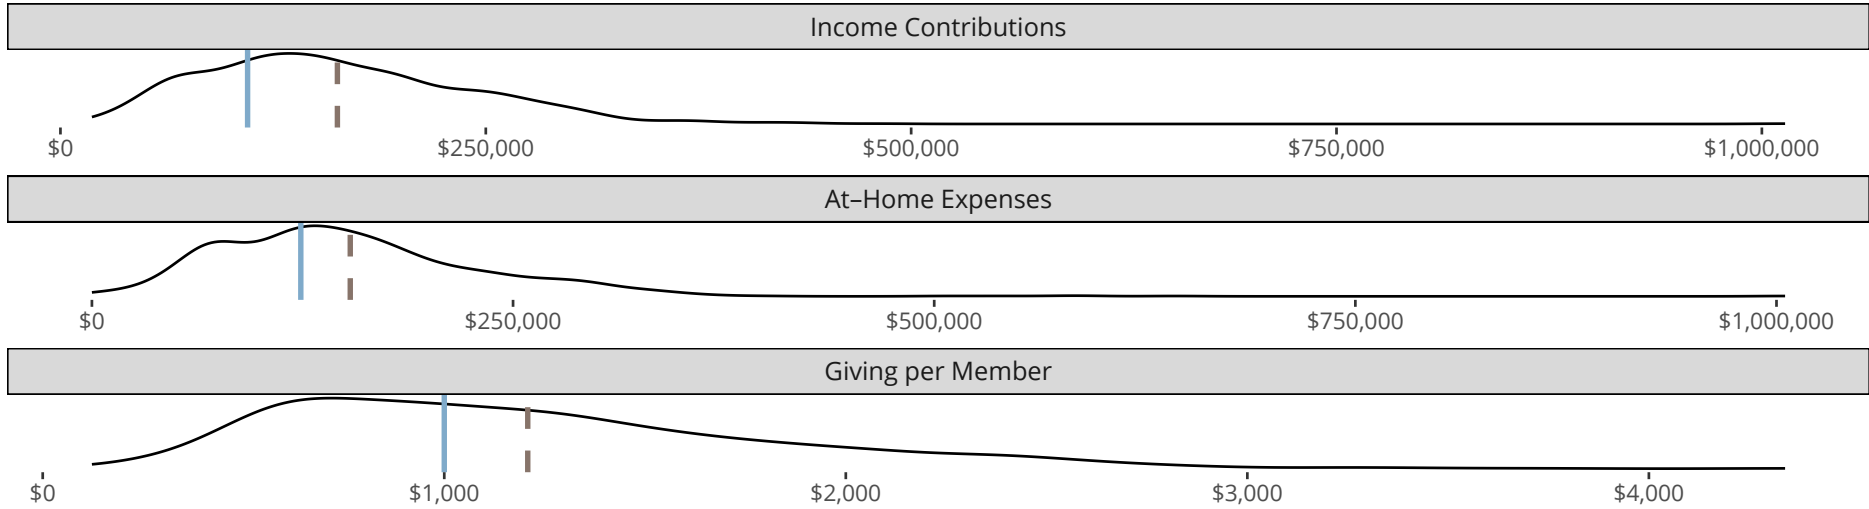 Income Contributions
$0 $250,000 $500,000 $750,000 $1,000,000
At–Home Expenses
$0 $250,000 $500,000 $750,000 $1,000,000
Giving per Member
$0 $1,000 $2,000 $3,000 $4,000